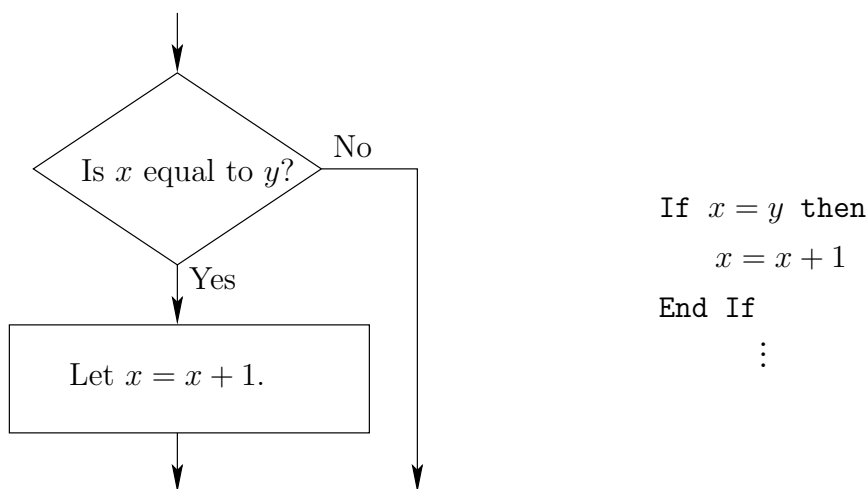 No
Is x equal to y?
Yes
Let x = x + 1.
If x = y then
x = x + 1
End If
⋮